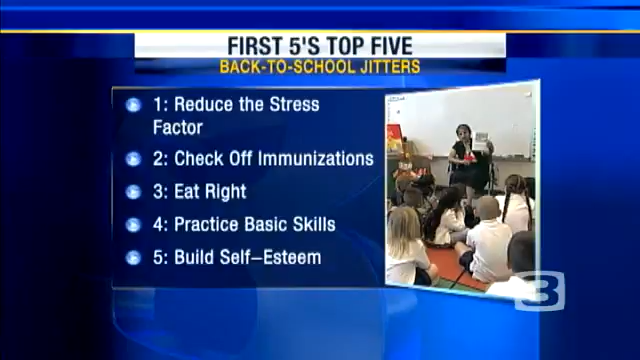 FIRST 5'S TOP FIVE
BACK-TO-SCHOOL JITTERS
1: Reduce the Stress
Factor
2: Check Off Immunizations
3: Eat Right
4: Practice Basic Skills
5: Build Self-Esteem
3